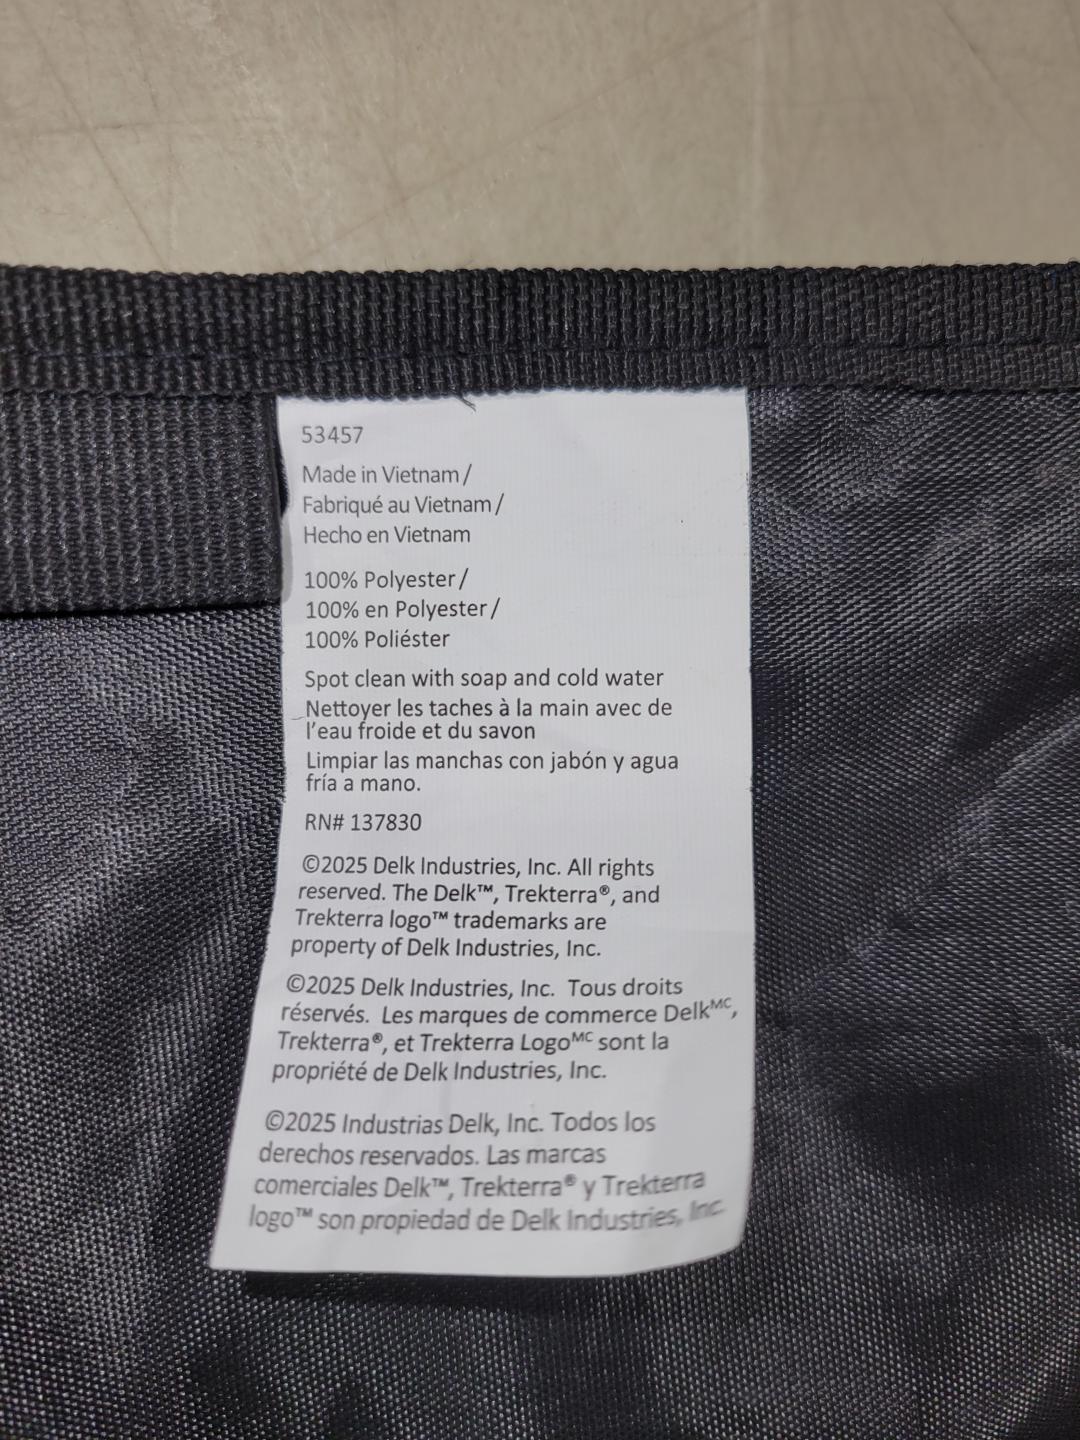 53457
Made in Vietnam/
Fabriqué au Vietnam/
Hecho en Vietnam
100% Polyester/
100% en Polyester/
100% Poliéster
Spot clean with soap and cold water
Nettoyer les taches à la main avec de
l'eau froide et du savon
Limpiar las manchas con jabón y agua
fría a mano.
RN# 137830
©2025 Delk Industries, Inc. All rights
reserved. The Delk™, Trekterra®, and
Trekterra logo™ trademarks are
property of Delk Industries, Inc.
©2025 Delk Industries, Inc. Tous droits
réservés. Les marques de commerce Delkᴹᶜ,
Trekterra®, et Trekterra Logoᴹᶜ sont la
propriété de Delk Industries, Inc.
©2025 Industrias Delk, Inc. Todos los
derechos reservados. Las marcas
comerciales Delk™, Trekterra® y Trekterra
logo™ son propiedad de Delk Industries, Inc.